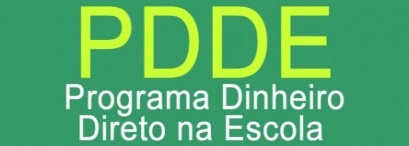 PDDE
Programa Dinheiro
Direto na Escola